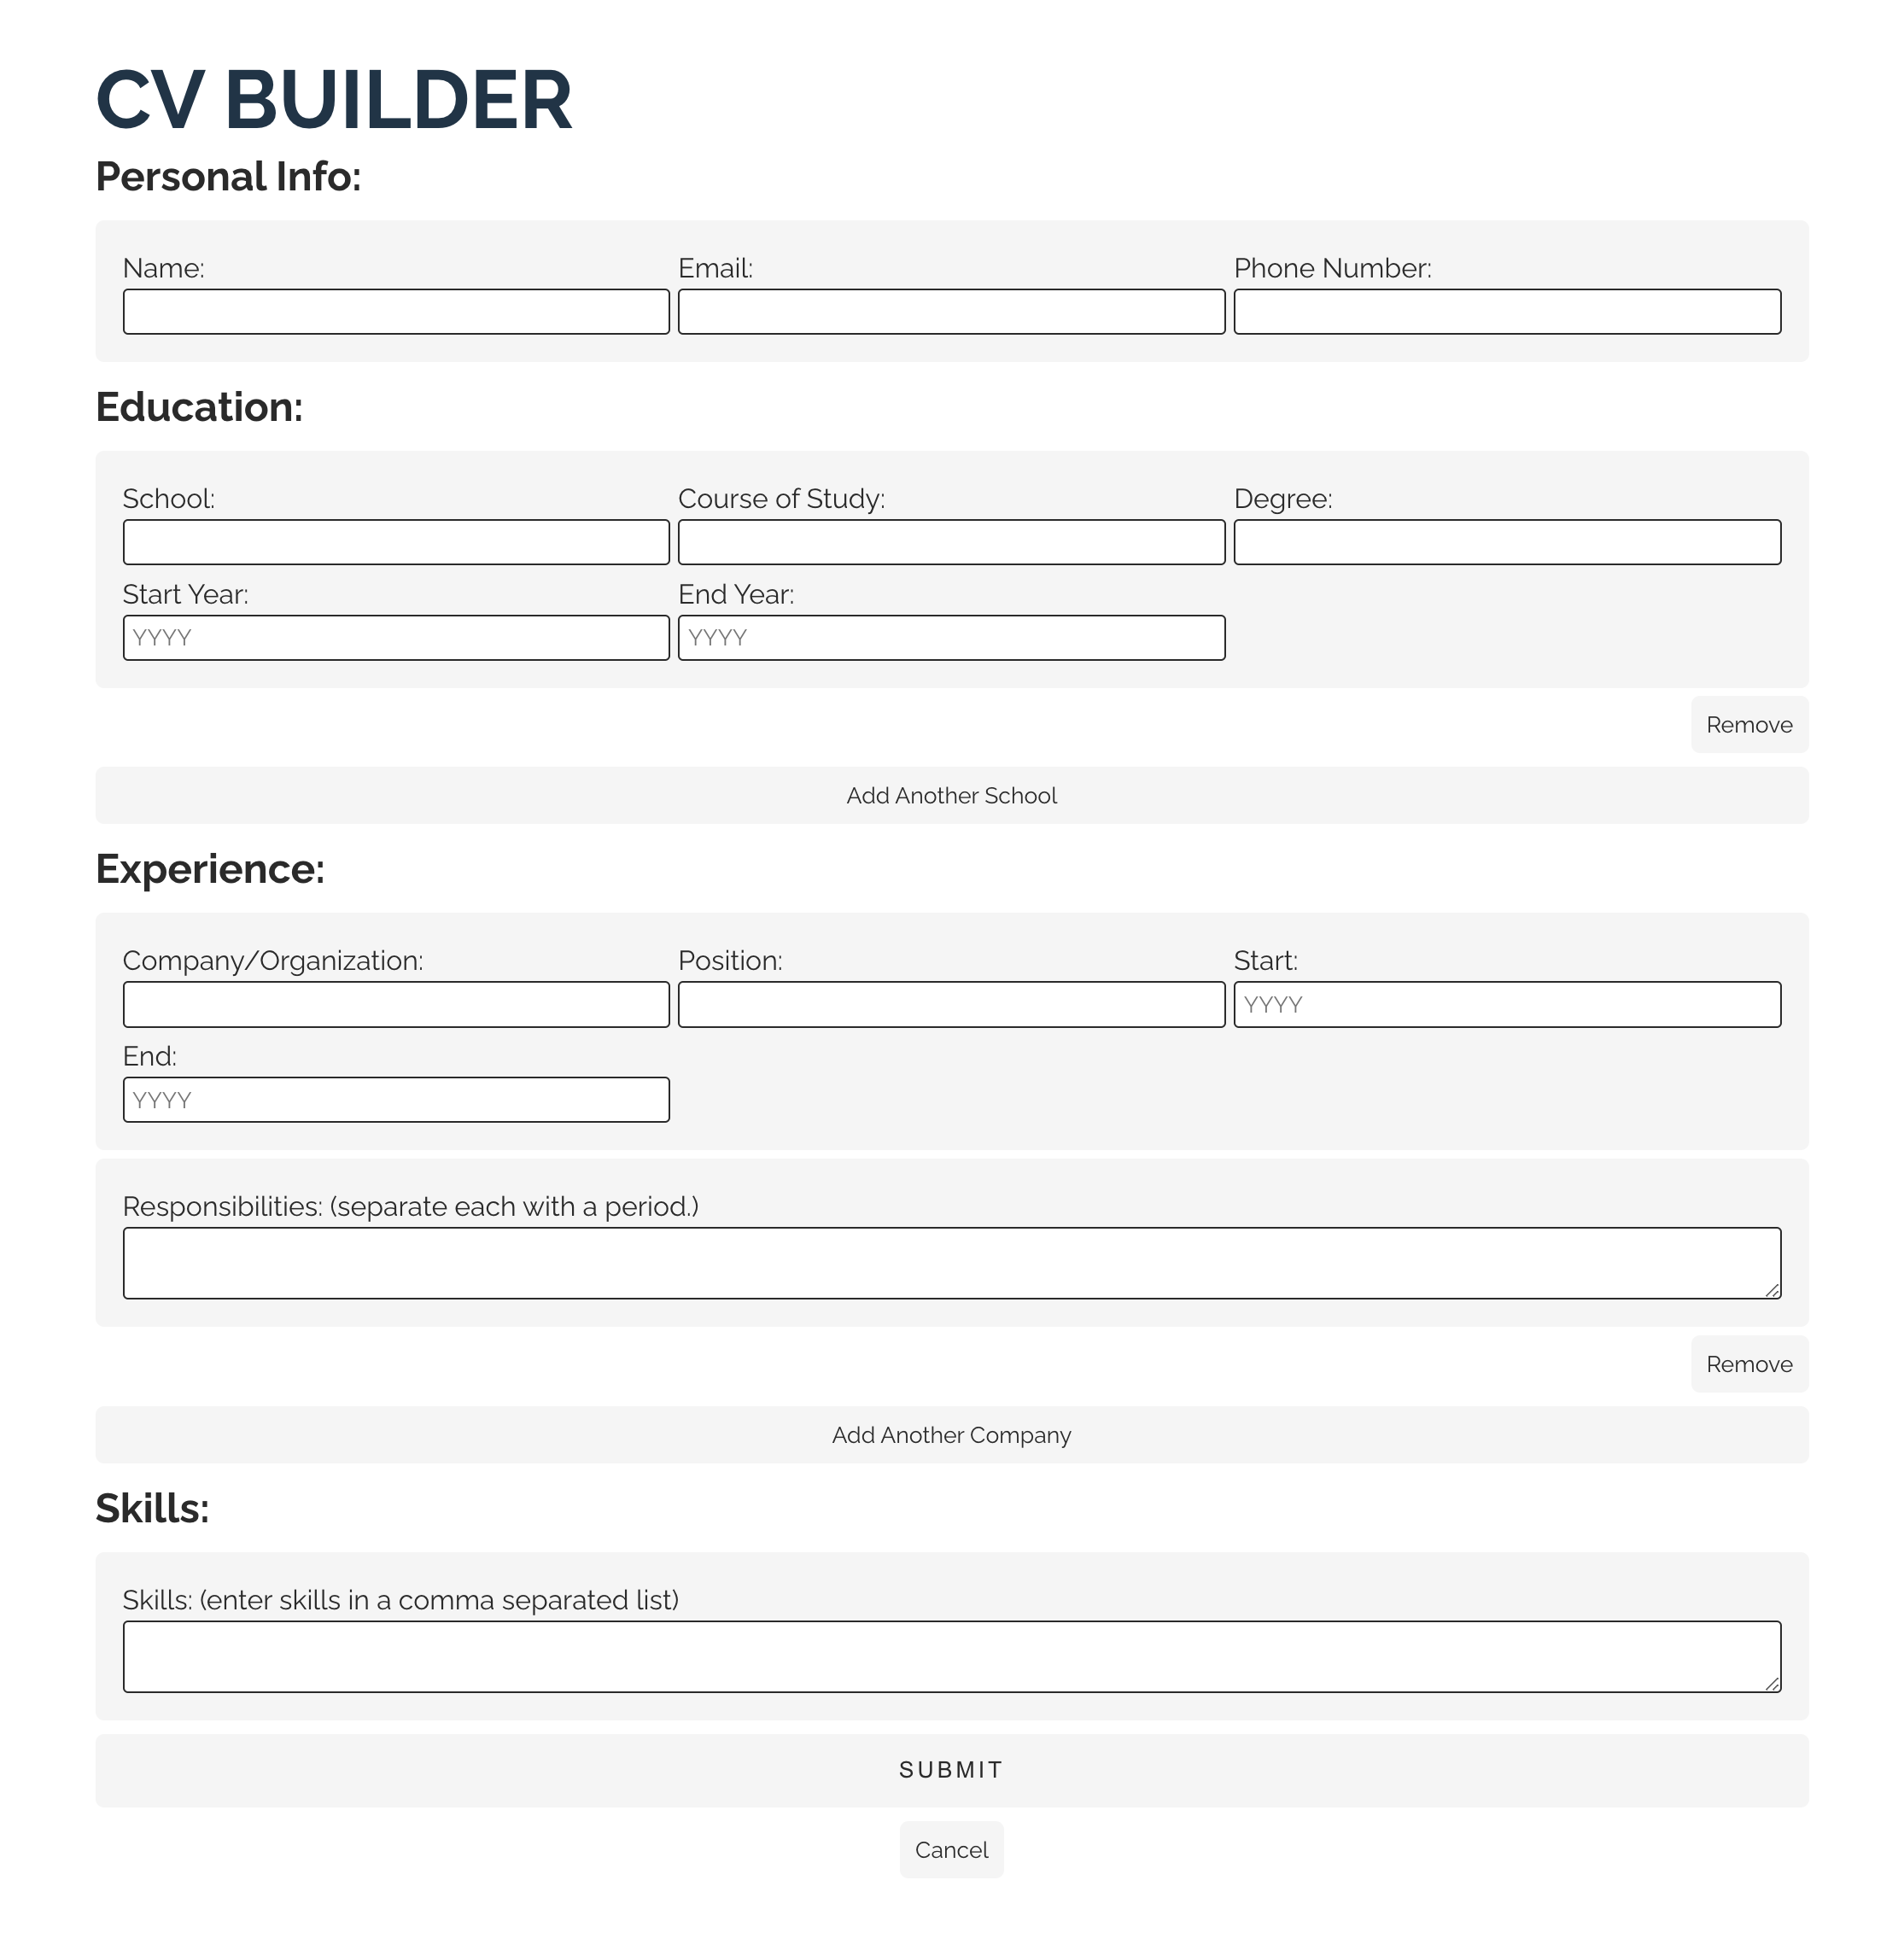 CV BUILDER
Personal Info:
Name: Email: Phone Number:
Education:
School: Course of Study: Degree:
Start Year: End Year:
YYYY YYYY
Remove
Add Another School
Experience:
Company/Organization: Position: Start:
YYYY
End:
YYYY
Responsibilities: (separate each with a period.)
Remove
Add Another Company
Skills:
Skills: (enter skills in a comma separated list)
SUBMIT
Cancel